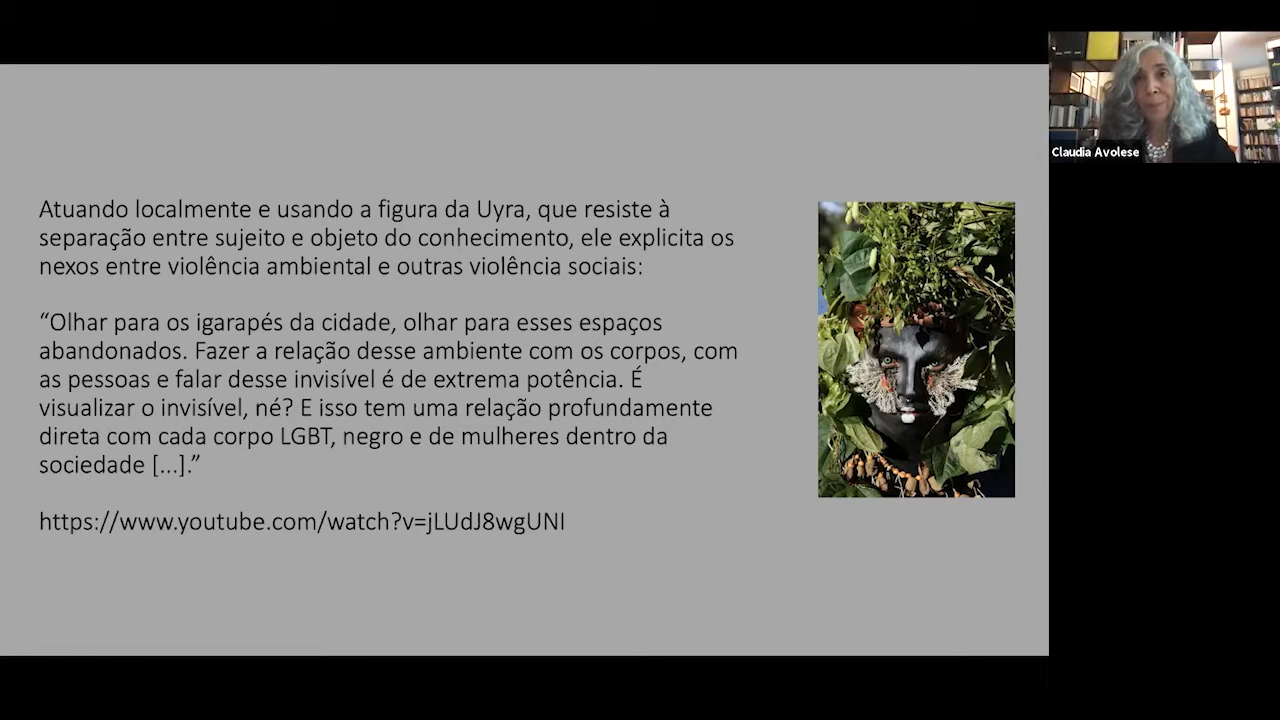 Atuando localmente e usando a figura da Uyra, que resiste à
separação entre sujeito e objeto do conhecimento, ele explicita os
nexos entre violência ambiental e outras violência sociais:
“Olhar para os igarapés da cidade, olhar para esses espaços
abandonados. Fazer a relação desse ambiente com os corpos, com
as pessoas e falar desse invisível é de extrema potência. É
visualizar o invisível, né? E isso tem uma relação profundamente
direta com cada corpo LGBT, negro e de mulheres dentro da
sociedade [...].”
https://www.youtube.com/watch?v=jLUdJ8wgUNI
Claudia Avolese